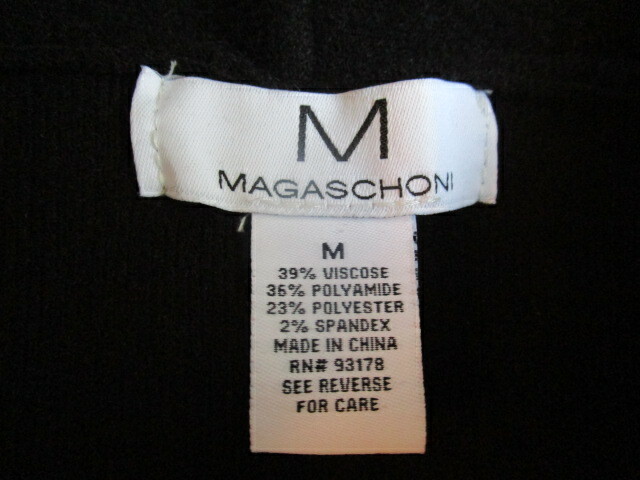 M
MAGASCHONI
M
39% VISCOSE
36% POLYAMIDE
23% POLYESTER
2% SPANDEX
MADE IN CHINA
RN# 93178
SEE REVERSE
FOR CARE